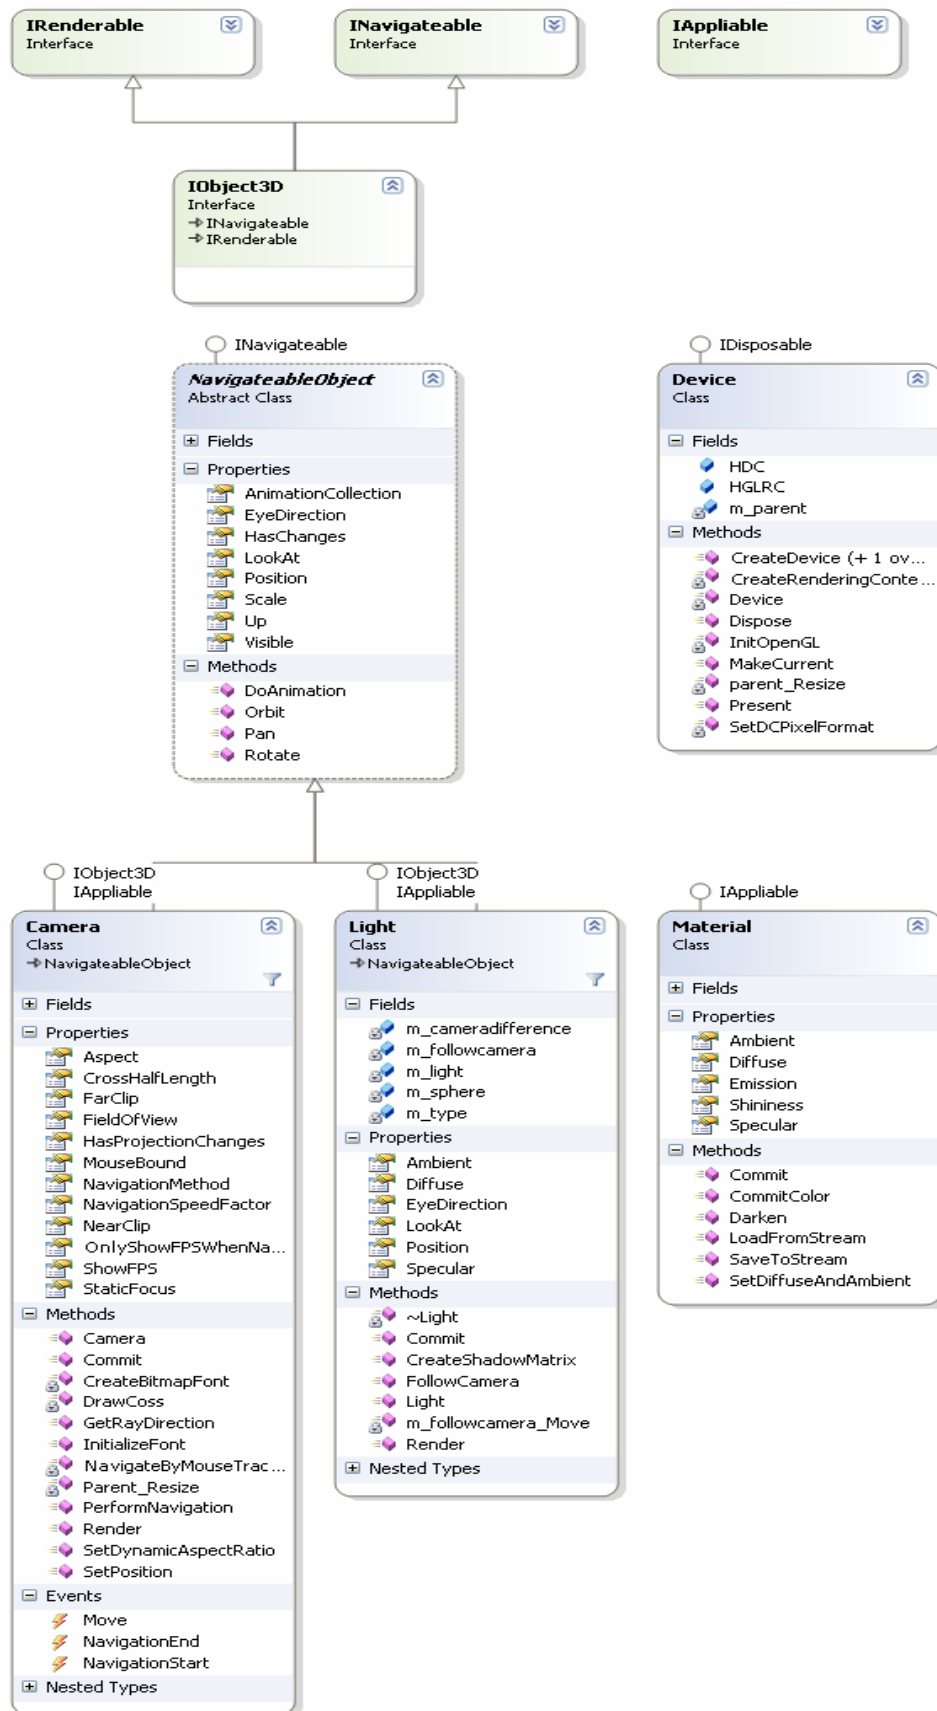 IRenderable
Interface
INavigateable
Interface
IAppliable
Interface
IObject3D
Interface
INavigateable
IRenderable
INavigateable
NavigateableObject
Abstract Class
Fields
Properties
AnimationCollection
EyeDirection
HasChanges
LookAt
Position
Scale
Up
Visible
Methods
DoAnimation
Orbit
Pan
Rotate
IDisposable
Device
Class
Fields
HDC
HGLRC
m_parent
Methods
CreateDevice (+ 1 ov...
CreateRenderingConte...
Device
Dispose
InitOpenGL
MakeCurrent
parent_Resize
Present
SetDCPixelFormat
IObject3D
IAppliable
Camera
Class
NavigateableObject
Fields
Properties
Aspect
CrossHalfLength
FarClip
FieldOfView
HasProjectionChanges
MouseBound
NavigationMethod
NavigationSpeedFactor
NearClip
OnlyShowFPSWhenNa...
ShowFPS
StaticFocus
Methods
Camera
Commit
CreateBitmapFont
DrawCoss
GetRayDirection
InitializeFont
NavigateByMouseTrac...
Parent_Resize
PerformNavigation
Render
SetDynamicAspectRatio
SetPosition
Events
Move
NavigationEnd
NavigationStart
Nested Types
IObject3D
IAppliable
Light
Class
NavigateableObject
Fields
m_cameradifference
m_followcamera
m_light
m_sphere
m_type
Properties
Ambient
Diffuse
EyeDirection
LookAt
Position
Specular
Methods
~Light
Commit
CreateShadowMatrix
FollowCamera
Light
m_followcamera_Move
Render
Nested Types
IAppliable
Material
Class
Fields
Properties
Ambient
Diffuse
Emission
Shininess
Specular
Methods
Commit
CommitColor
Darken
LoadFromStream
SaveToStream
SetDiffuseAndAmbient